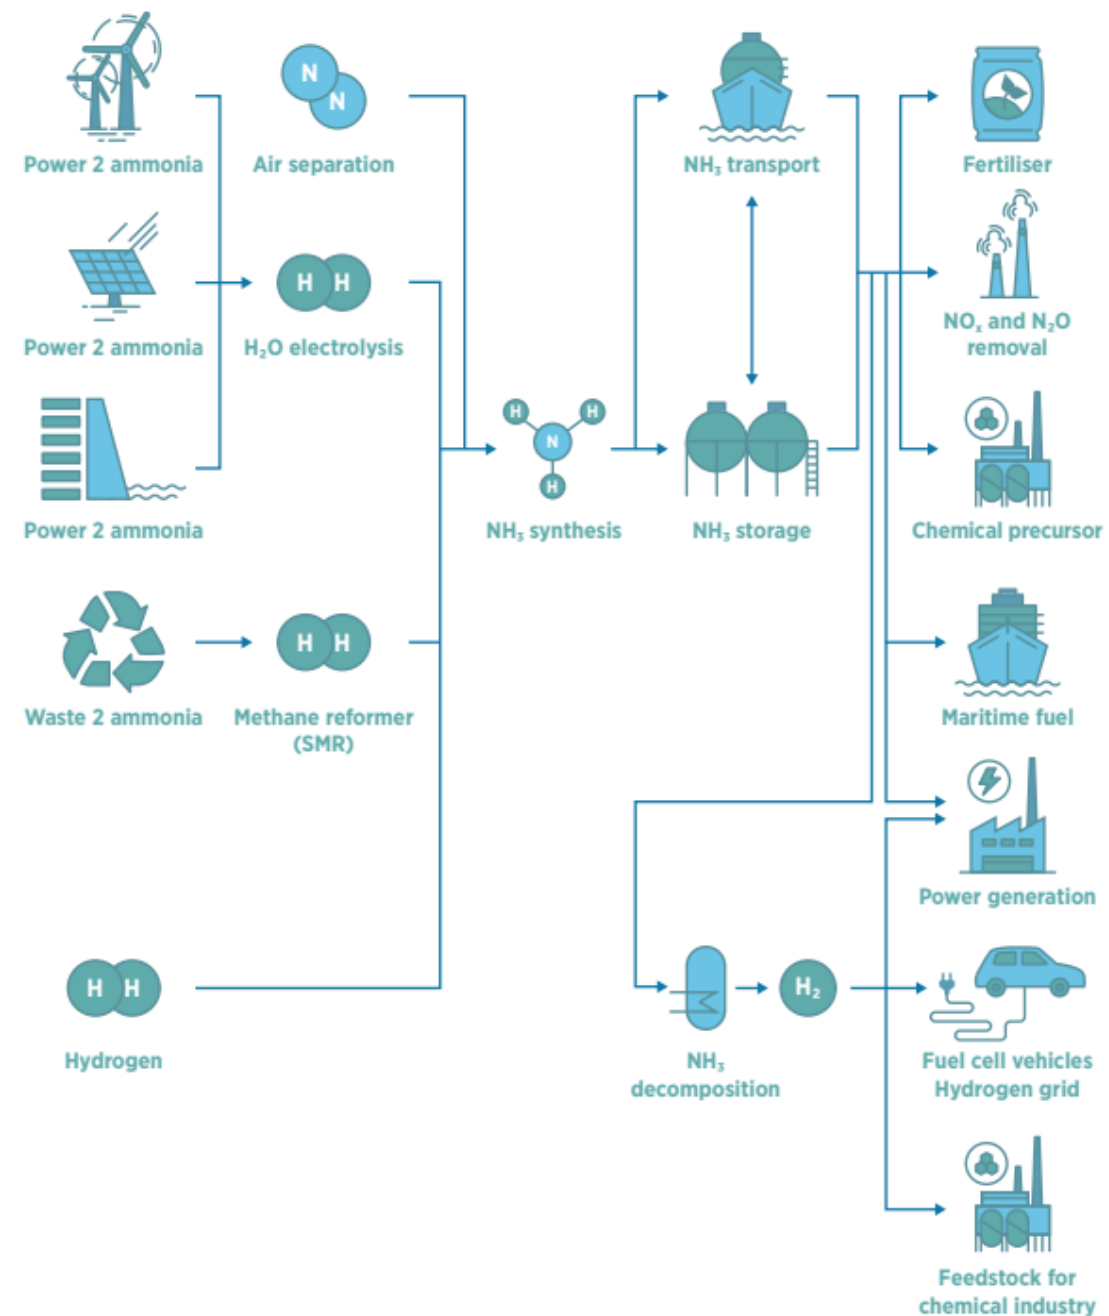 N
N
Power 2 ammonia
Air separation
NH₃ transport
Fertiliser
H H
Power 2 ammonia
H₂O electrolysis
NOₓ and N₂O
removal
H
H
N
H
Power 2 ammonia
NH₃ synthesis
NH₃ storage
Chemical precursor
H H
Waste 2 ammonia
Methane reformer
(SMR)
Maritime fuel
Power generation
H H
H₂
Hydrogen
NH₃
decomposition
Fuel cell vehicles
Hydrogen grid
Feedstock for
chemical industry